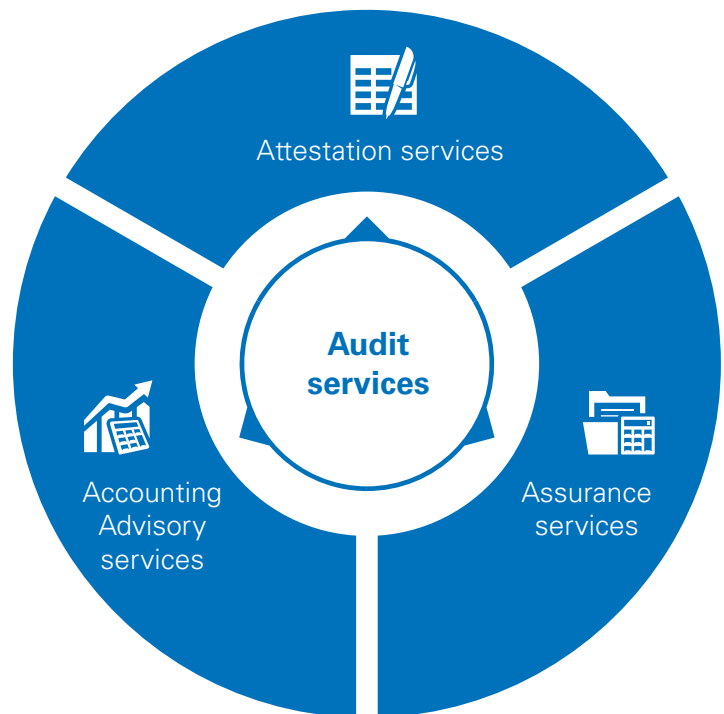 Attestation services
Audit
services
Accounting
Advisory
services
Assurance
services